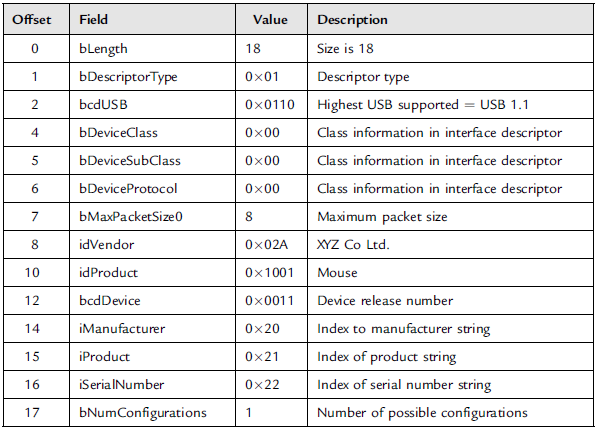 Offset Field Value Description
0 bLength 18 Size is 18
1 bDescriptorType 0×01 Descriptor type
2 bcdUSB 0×0110 Highest USB supported = USB 1.1
4 bDeviceClass 0×00 Class information in interface descriptor
5 bDeviceSubClass 0×00 Class information in interface descriptor
6 bDeviceProtocol 0×00 Class information in interface descriptor
7 bMaxPacketSize0 8 Maximum packet size
8 idVendor 0×02A XYZ Co Ltd.
10 idProduct 0×1001 Mouse
12 bcdDevice 0×0011 Device release number
14 iManufacturer 0×20 Index to manufacturer string
15 iProduct 0×21 Index of product string
16 iSerialNumber 0×22 Index of serial number string
17 bNumConfigurations 1 Number of possible configurations